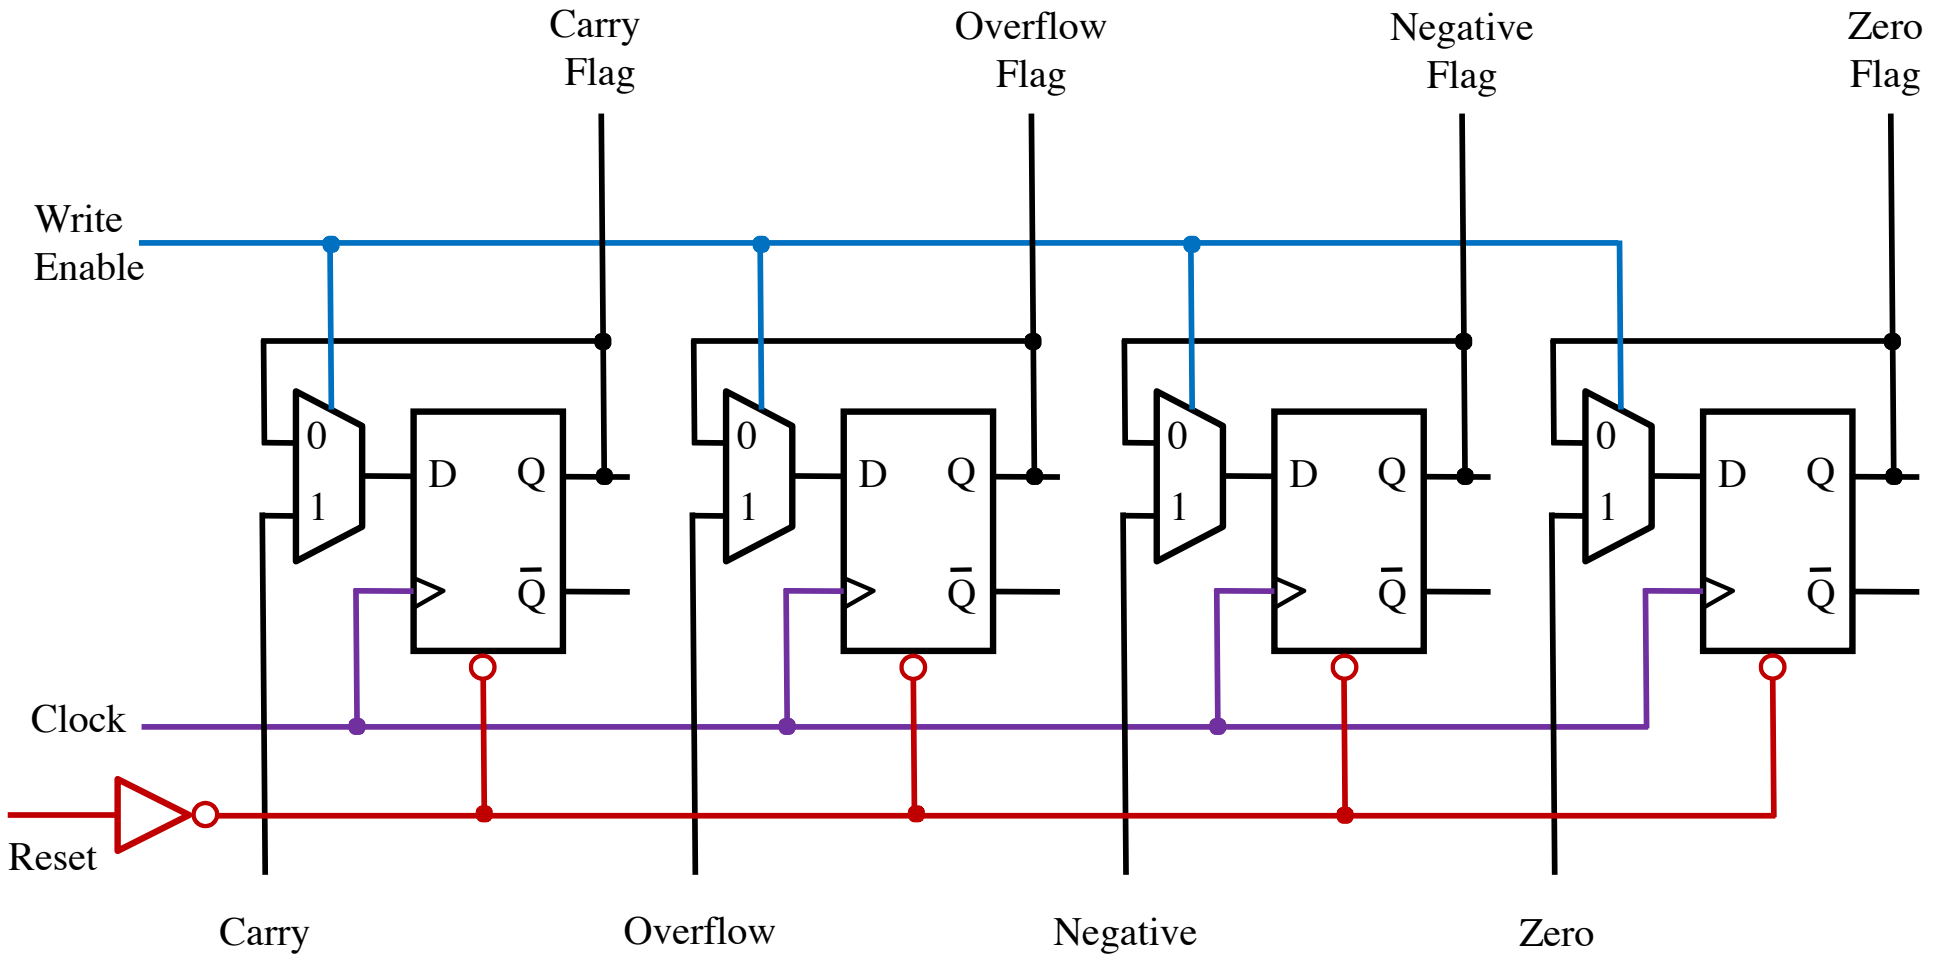 Carry
Flag
Overflow
Flag
Negative
Flag
Zero
Flag
Write
Enable
0
1
D
Q
Q̅
0
1
D
Q
Q̅
0
1
D
Q
Q̅
0
1
D
Q
Q̅
Clock
Reset
Carry
Overflow
Negative
Zero